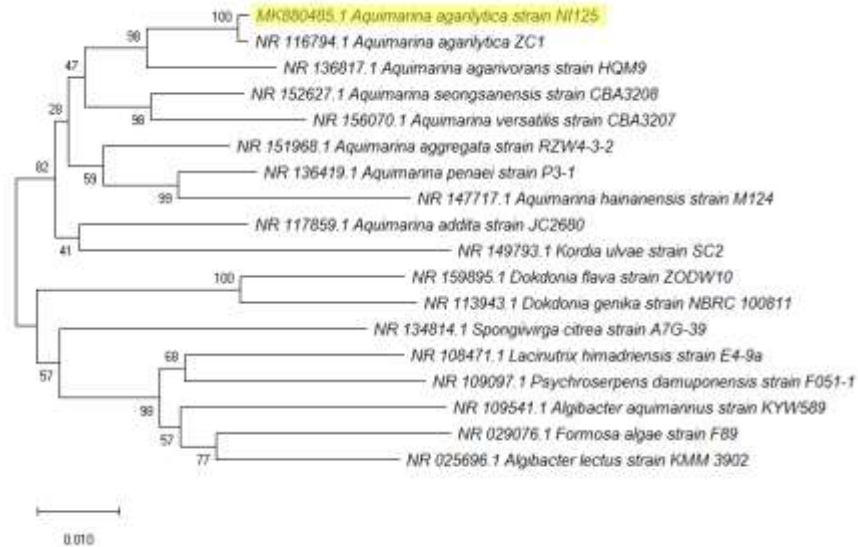 MK880485.1 Aquimarina agarilytica strain NI125
100
NR 116794.1 Aquimarina agarilytica ZC1
98
NR 136817.1 Aquimarina agarivorans strain HQM9
47
NR 152627.1 Aquimarina seongsanensis strain CBA3208
98
NR 156070.1 Aquimarina versatilis strain CBA3207
28
NR 151968.1 Aquimarina aggregata strain RZW4-3-2
82
NR 136419.1 Aquimarina penaei strain P3-1
59
99
NR 147717.1 Aquimarina hainanensis strain M124
NR 117859.1 Aquimarina addita strain JC2680
41
NR 149793.1 Kordia ulvae strain SC2
100
NR 159895.1 Dokdonia flava strain ZODW10
NR 113943.1 Dokdonia genika strain NBRC 100811
NR 134814.1 Spongiivirga citrea strain A7G-39
57
68
NR 108471.1 Lacinutrix himadriensis strain E4-9a
NR 109097.1 Psychroserpens damuponensis strain F051-1
98
NR 109541.1 Algibacter aquimarinus strain KYW589
57
NR 029076.1 Formosa algae strain F89
77
NR 025696.1 Algibacter lectus strain KMM 3902
0.010